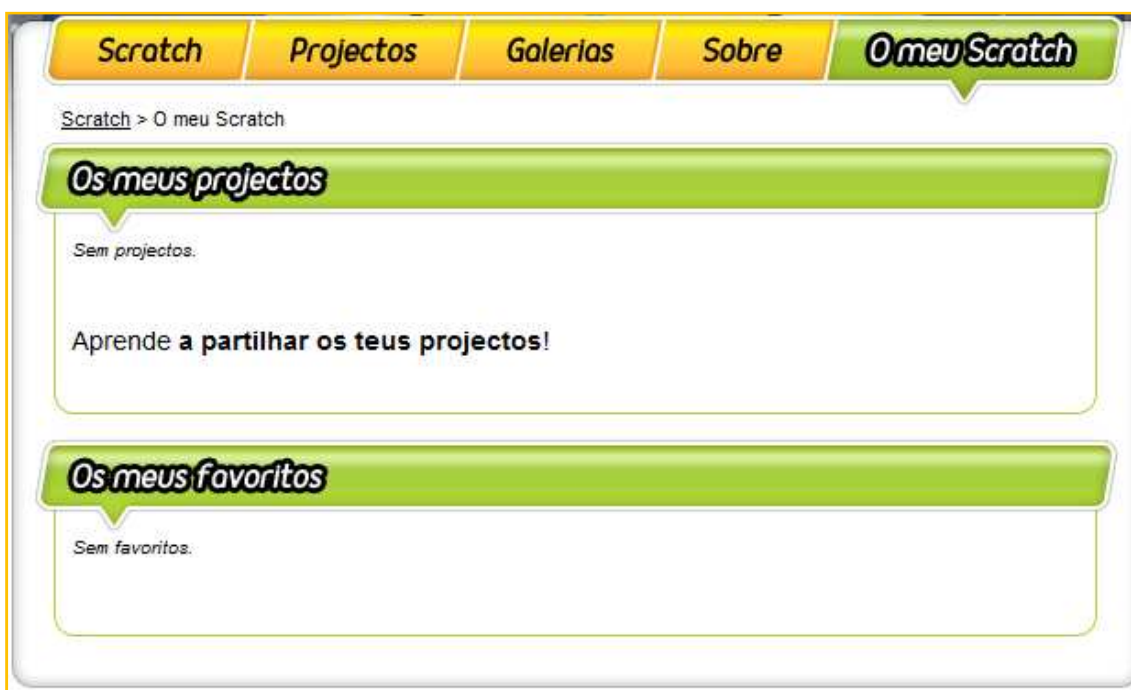 Scratch Projectos Galerias Sobre O meu Scratch
Scratch > O meu Scratch
Os meus projectos
Sem projectos.
Aprende a partilhar os teus projectos!
Os meus favoritos
Sem favoritos.